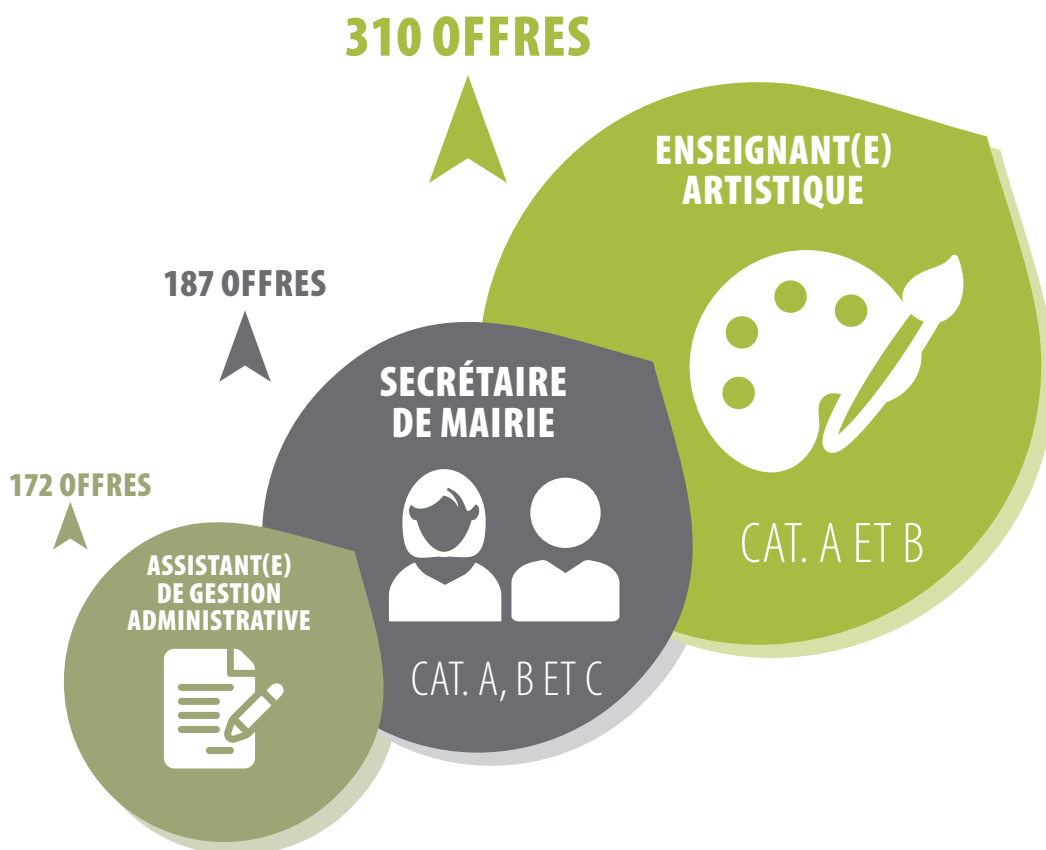 310 OFFRES
ENSEIGNANT(E)
ARTISTIQUE
CAT. A ET B
187 OFFRES
SECRÉTAIRE
DE MAIRIE
CAT. A, B ET C
172 OFFRES
ASSISTANT(E)
DE GESTION
ADMINISTRATIVE